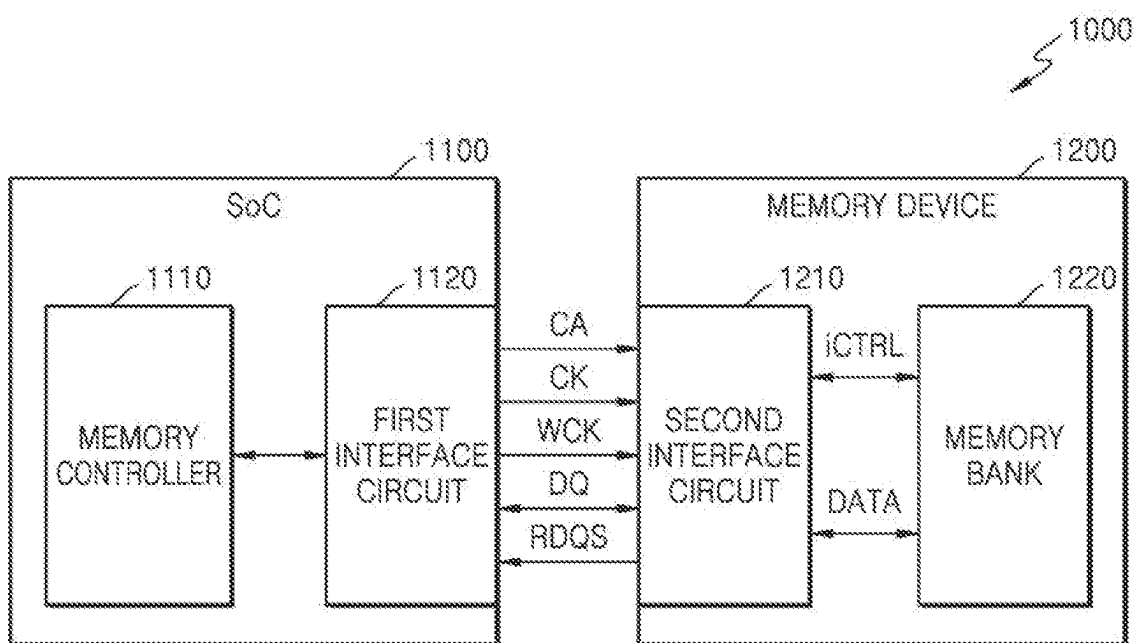 1000
1100
1200
SoC
MEMORY DEVICE
1110
1120
1210
1220
MEMORY
CONTROLLER
FIRST
INTERFACE
CIRCUIT
CA
CK
WCK
DQ
RDQS
SECOND
INTERFACE
CIRCUIT
iCTRL
DATA
MEMORY
BANK